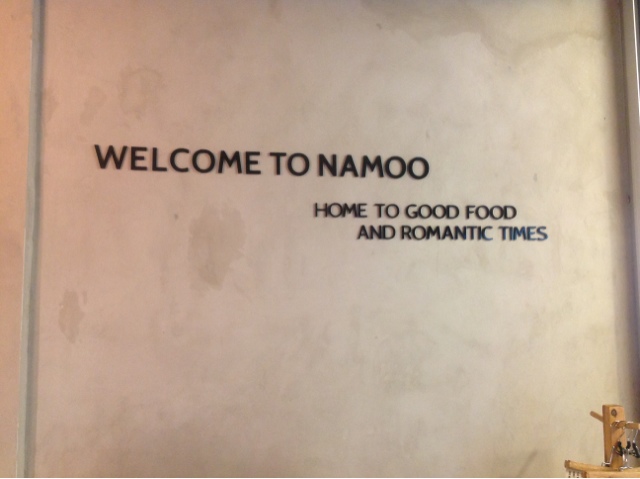 WELCOME TO NAMOO
HOME TO GOOD FOOD
AND ROMANTIC TIMES